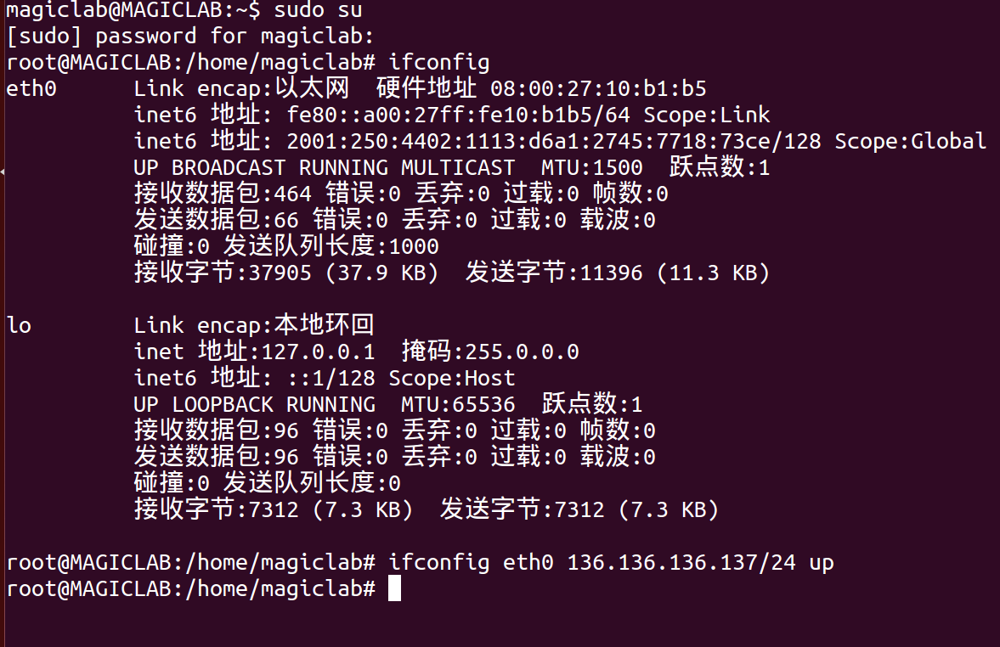 magiclab@MAGICLAB:~$ sudo su
[sudo] password for magiclab:
root@MAGICLAB:/home/magiclab# ifconfig
eth0      Link encap:以太网  硬件地址 08:00:27:10:b1:b5
          inet6 地址: fe80::a00:27ff:fe10:b1b5/64 Scope:Link
          inet6 地址: 2001:250:4402:1113:d6a1:2745:7718:73ce/128 Scope:Global
          UP BROADCAST RUNNING MULTICAST  MTU:1500  跃点数:1
          接收数据包:464 错误:0 丢弃:0 过载:0 帧数:0
          发送数据包:66 错误:0 丢弃:0 过载:0 载波:0
          碰撞:0 发送队列长度:1000
          接收字节:37905 (37.9 KB)  发送字节:11396 (11.3 KB)
lo        Link encap:本地环回
          inet 地址:127.0.0.1  掩码:255.0.0.0
          inet6 地址: ::1/128 Scope:Host
          UP LOOPBACK RUNNING  MTU:65536  跃点数:1
          接收数据包:96 错误:0 丢弃:0 过载:0 帧数:0
          发送数据包:96 错误:0 丢弃:0 过载:0 载波:0
          碰撞:0 发送队列长度:0
          接收字节:7312 (7.3 KB)  发送字节:7312 (7.3 KB)
root@MAGICLAB:/home/magiclab# ifconfig eth0 136.136.136.137/24 up
root@MAGICLAB:/home/magiclab#